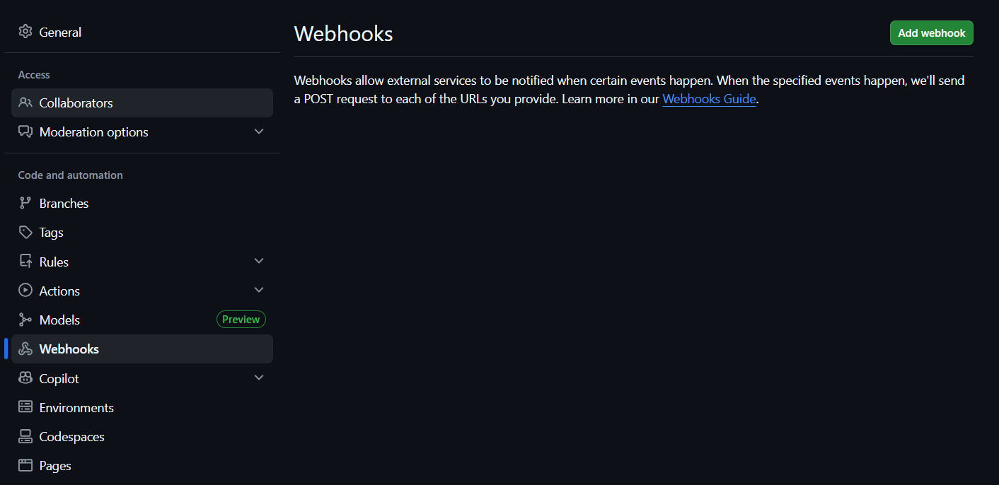 General
Access
Collaborators
Moderation options
Code and automation
Branches
Tags
Rules
Actions
Models
Preview
Webhooks
Copilot
Environments
Codespaces
Pages
Webhooks
Add webhook
Webhooks allow external services to be notified when certain events happen. When the specified events happen, we'll send
a POST request to each of the URLs you provide. Learn more in our Webhooks Guide.